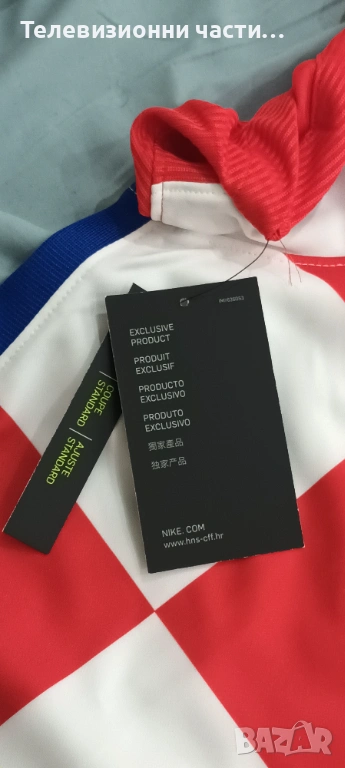 Телевизионни части...
EXCLUSIVE
PRODUCT
PRODUIT
EXCLUSIF
PRODUCTO
EXCLUSIVO
PRODUTO
EXCLUSIVO
獨家產品
独家产品
NIKE. COM
www.hns-cff.hr
COUPE
STANDARD
AJUSTE
STANDARD
BAZAR